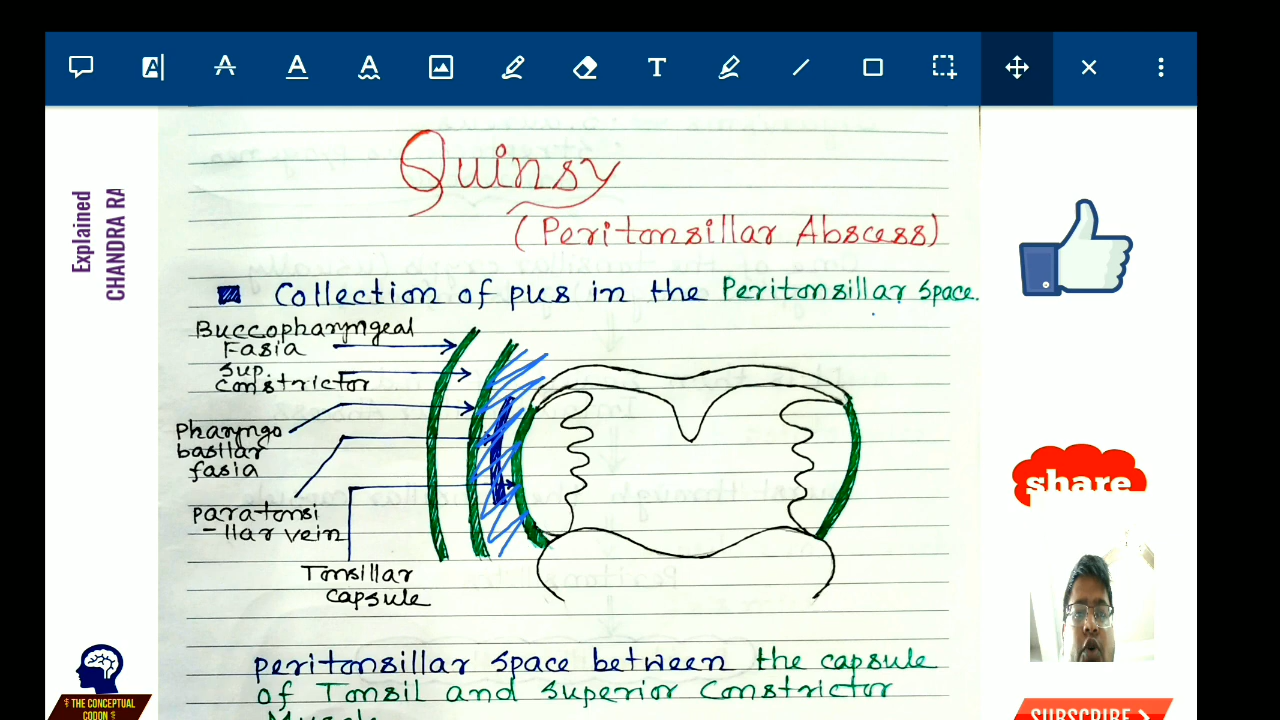 Quinsy
(Peritonsillar Abscess)
Collection of pus in the Peritonsillar Space.
Buccopharyngeal
Fasia
Sup.
constrictor
Pharyngo
basilar
fasia
paratonsi
-llar vein
Tonsillar
capsule
peritonsillar space between the capsule
of Tonsil and superior constrictor
Muscle
Explained
CHANDRA RA
share
SUBSCRIBE
THE CONCEPTUAL
CODON